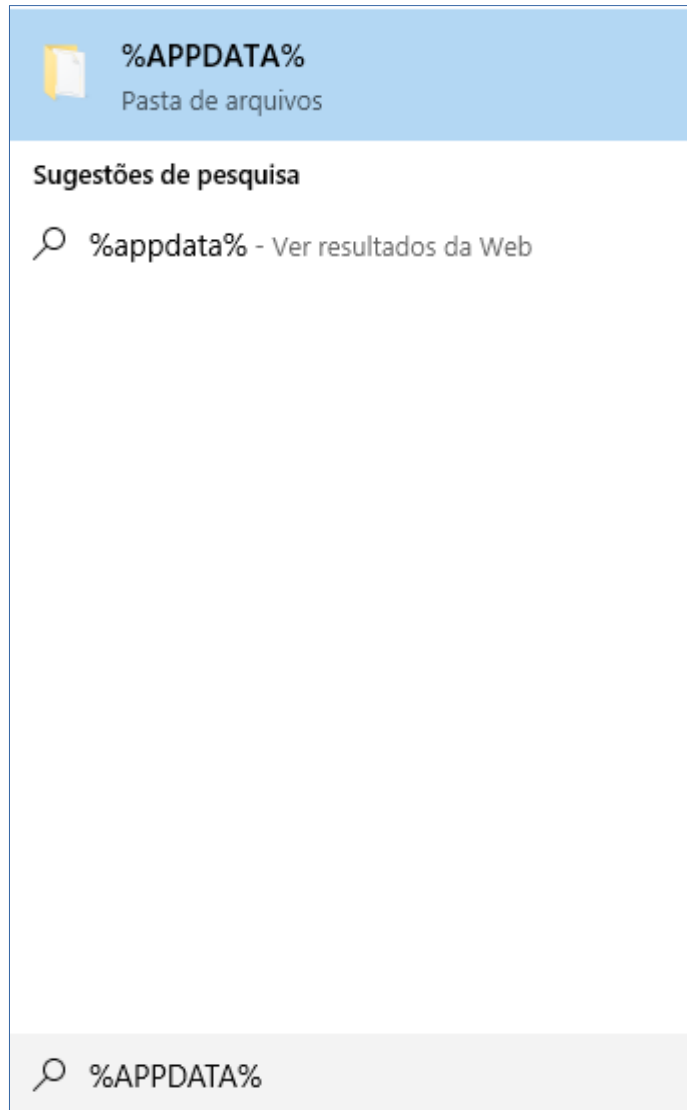 %APPDATA%
Pasta de arquivos
Sugestões de pesquisa
%appdata% - Ver resultados da Web
%APPDATA%